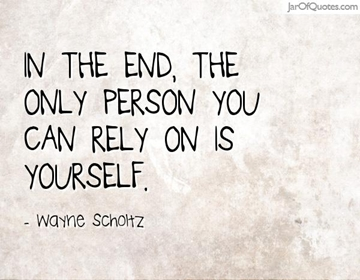 JarOfQuotes.com
IN THE END, THE
ONLY PERSON YOU
CAN RELY ON IS
YOURSELF.
- Wayne Scholtz